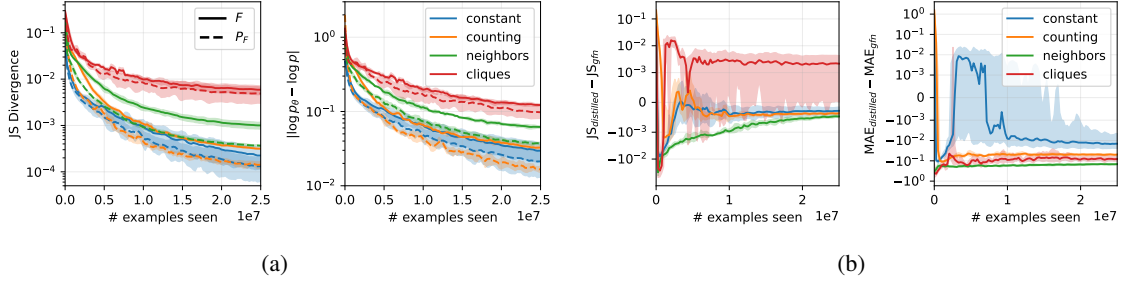 JS Divergence
10⁻¹
10⁻²
10⁻³
10⁻⁴
F
P_F
0.0 0.5 1.0 1.5 2.0 2.5
# examples seen 1e7
|log p_θ − log p|
10⁰
10⁻¹
10⁻²
constant
counting
neighbors
cliques
0.0 0.5 1.0 1.5 2.0 2.5
# examples seen 1e7
(a)
JS_distilled − JS_gfn
10⁻¹
10⁻²
10⁻³
0
−10⁻³
−10⁻²
0 1 2
# examples seen 1e7
MAE_distilled − MAE_gfn
10⁰
10⁻¹
10⁻²
10⁻³
0
−10⁻⁴
−10⁻³
−10⁻²
−10⁻¹
−10⁰
constant
counting
neighbors
cliques
0 1 2
# examples seen 1e7
(b)